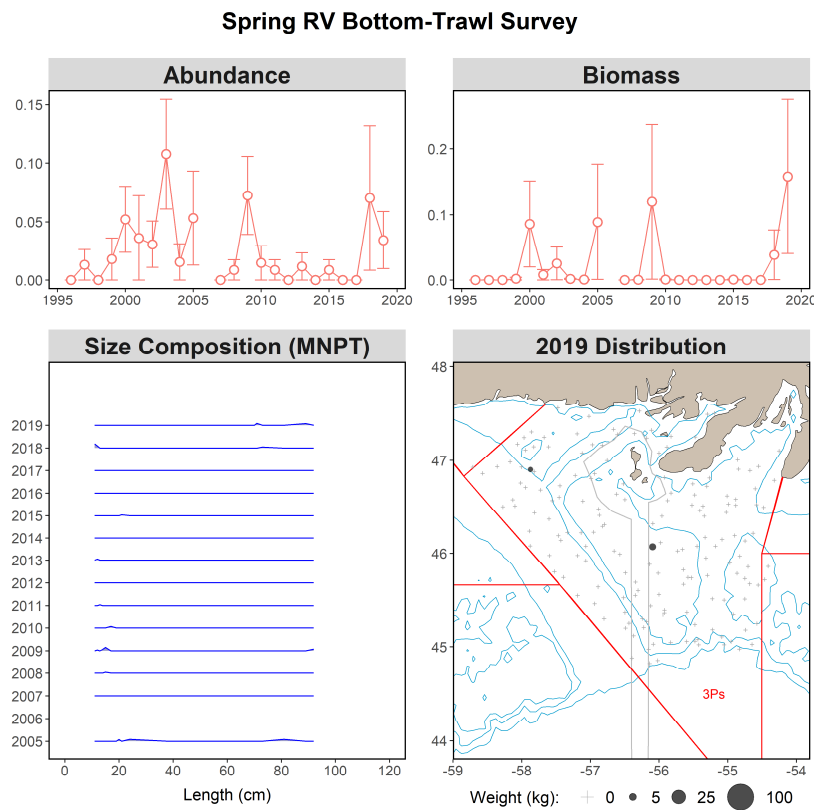 Spring RV Bottom-Trawl Survey
Abundance
0.15
0.10
0.05
0.00
1995 2000 2005 2010 2015 2020
Biomass
0.2
0.1
0.0
1995 2000 2005 2010 2015 2020
Size Composition (MNPT)
2019
2018
2017
2016
2015
2014
2013
2012
2011
2010
2009
2008
2007
2006
2005
0 20 40 60 80 100 120
Length (cm)
2019 Distribution
48
47
46
45
44
3Ps
-59 -58 -57 -56 -55 -54
Weight (kg): 0 5 25 100